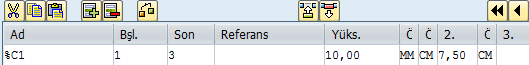 Ad Bşl. Son Referans Yüks. Č Č 2. Č 3.
%C1 1 3 10,00 MM CM 7,50 CM